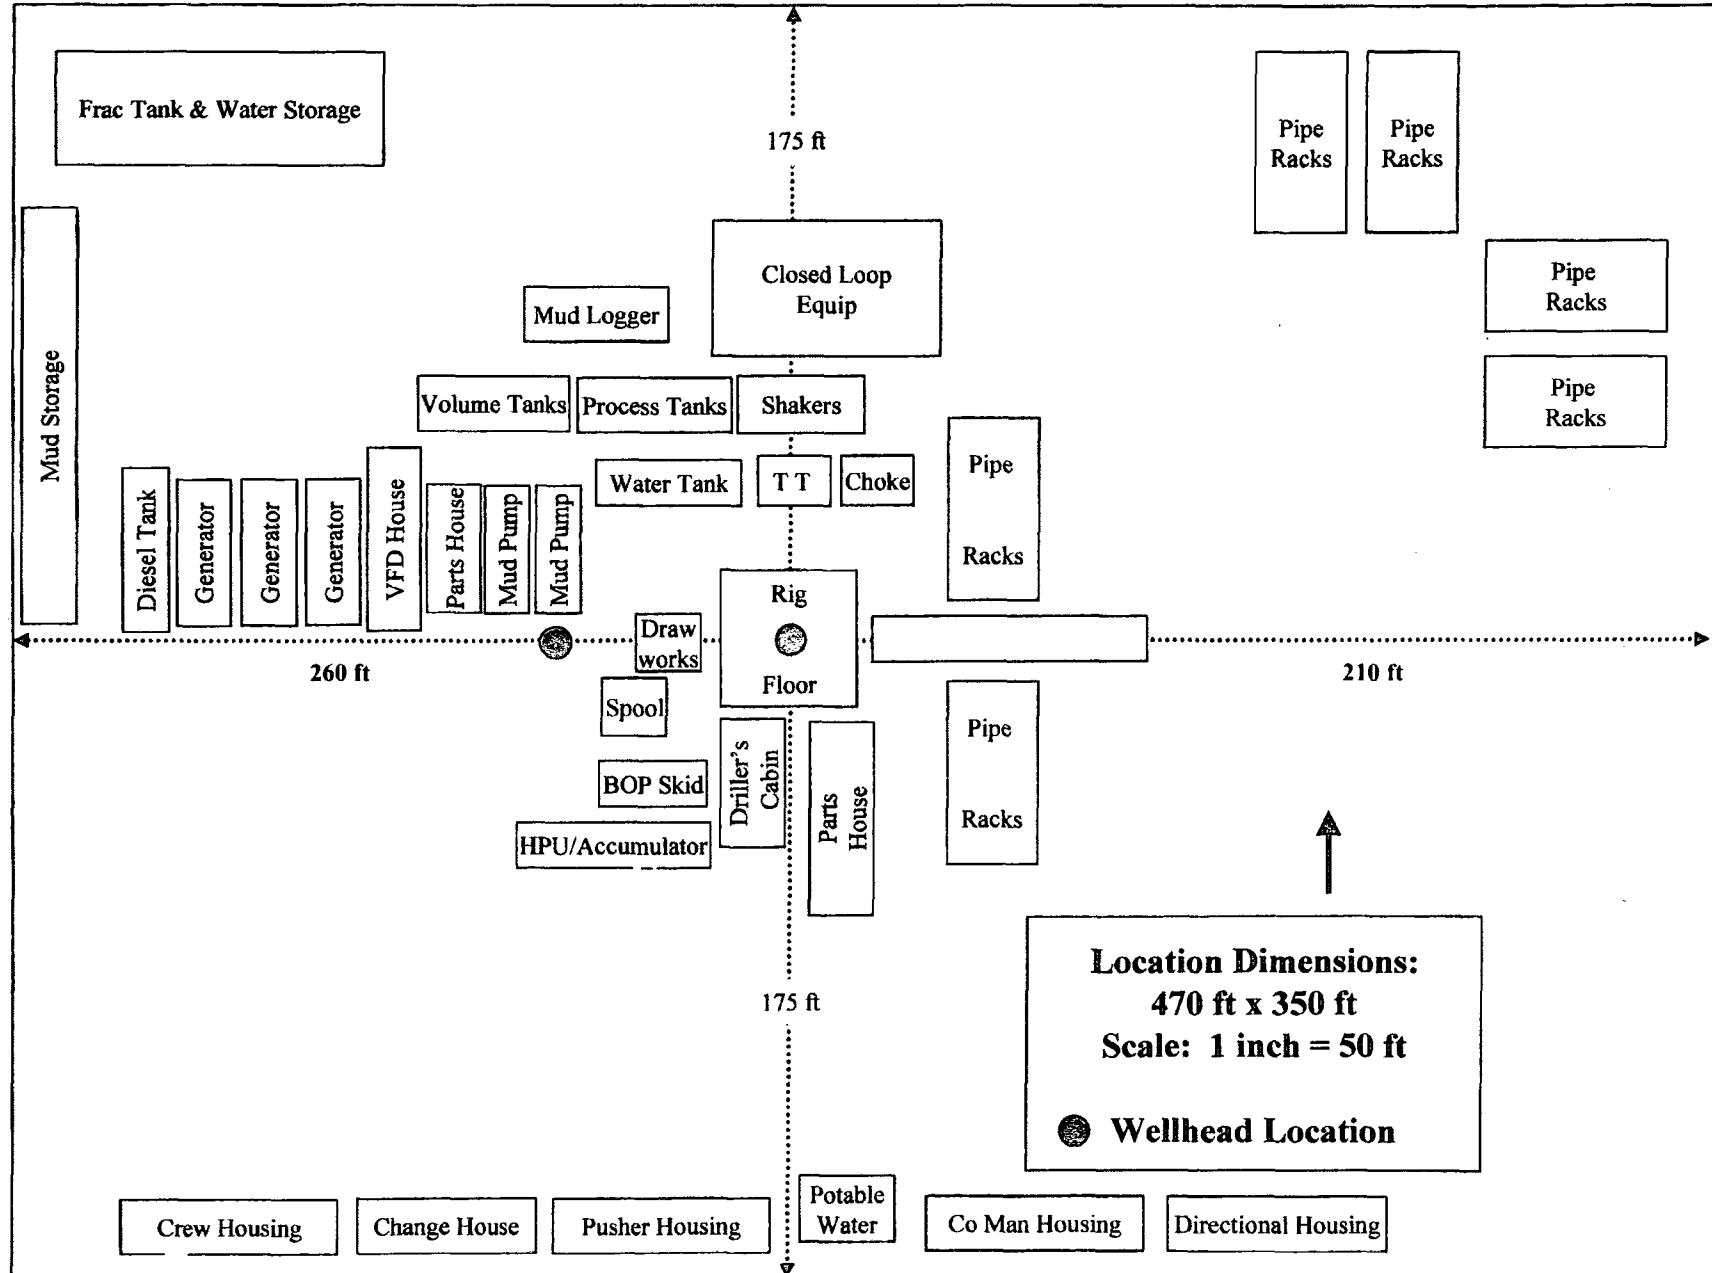 Frac Tank & Water Storage
175 ft
Pipe
Racks
Pipe
Racks
Closed Loop
Equip
Pipe
Racks
Mud Logger
Mud Storage
Volume Tanks
Process Tanks
Shakers
Pipe
Racks
Diesel Tank
Generator
Generator
Generator
VFD House
Parts House
Mud Pump
Mud Pump
Water Tank
T T
Choke
Pipe
Racks
Rig
Floor
Draw
works
260 ft
210 ft
Spool
Driller's
Cabin
Parts
House
Pipe
Racks
BOP Skid
HPU/Accumulator
Location Dimensions:
470 ft x 350 ft
Scale: 1 inch = 50 ft
Wellhead Location
175 ft
Crew Housing
Change House
Pusher Housing
Potable
Water
Co Man Housing
Directional Housing